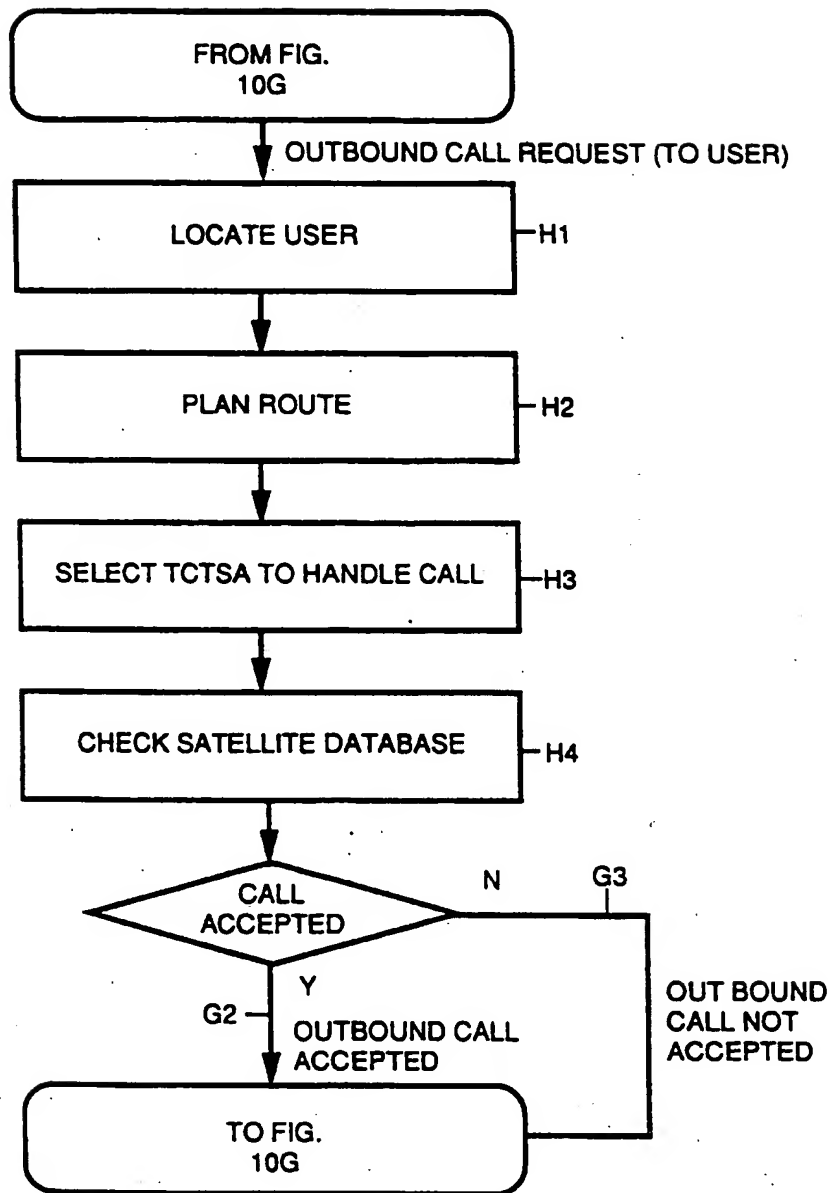 FROM FIG.
10G
OUTBOUND CALL REQUEST (TO USER)
LOCATE USER
H1
PLAN ROUTE
H2
SELECT TCTSA TO HANDLE CALL
H3
CHECK SATELLITE DATABASE
H4
CALL
ACCEPTED
N
G3
Y
G2
OUTBOUND CALL
ACCEPTED
OUT BOUND
CALL NOT
ACCEPTED
TO FIG.
10G